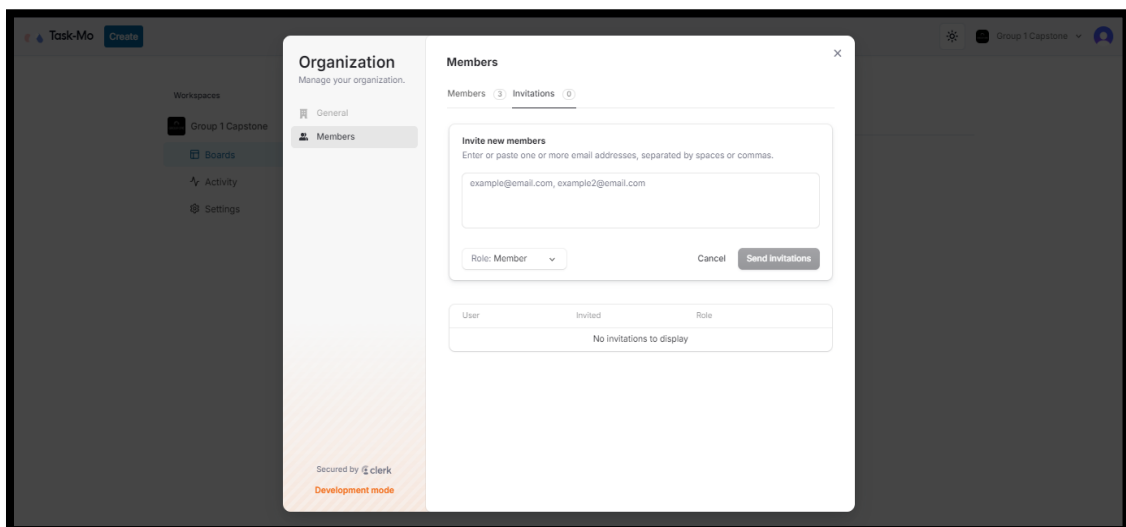 Task-Mo Create
Group 1 Capstone
Workspaces
Group 1 Capstone
Boards
Activity
Settings
Organization
Manage your organization.
General
Members
Secured by clerk
Development mode
Members
Members 3 Invitations 0
Invite new members
Enter or paste one or more email addresses, separated by spaces or commas.
example@email.com, example2@email.com
Role: Member
Cancel Send invitations
User Invited Role
No invitations to display